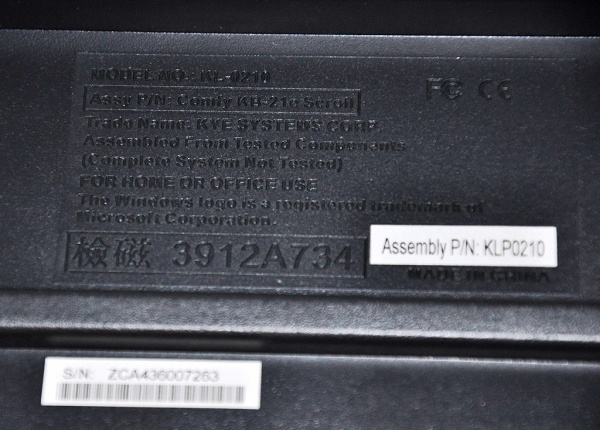 MODEL NO.: KL-0210
FC CE
Assy P/N: Comfy KB-21e Scroll
Trade Name: KYE SYSTEMS CORP.
Assembled From Tested Components
(Complete System Not Tested)
FOR HOME OR OFFICE USE
The Windows logo is a registered trademark of
Microsoft Corporation.
檢磁 3912A734
Assembly P/N: KLP0210
MADE IN CHINA
S/N: ZCA436007263